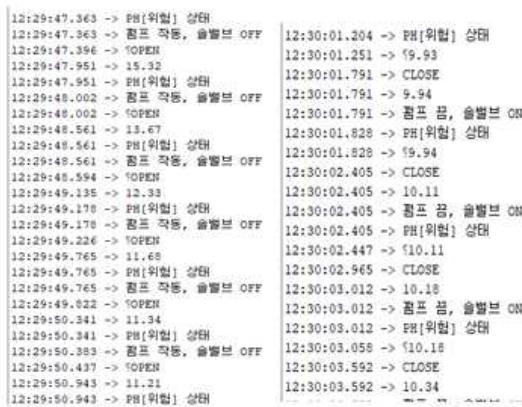 12:29:47.363 -> PH[위험] 상태
12:29:47.363 -> 펌프 작동, 솔밸브 OFF
12:29:47.396 -> OPEN
12:29:47.951 -> 15.32
12:29:47.951 -> PH[위험] 상태
12:29:48.002 -> 펌프 작동, 솔밸브 OFF
12:29:48.002 -> OPEN
12:29:48.561 -> 13.67
12:29:48.561 -> PH[위험] 상태
12:29:48.561 -> 펌프 작동, 솔밸브 OFF
12:29:48.594 -> OPEN
12:29:49.135 -> 12.33
12:29:49.178 -> PH[위험] 상태
12:29:49.178 -> 펌프 작동, 솔밸브 OFF
12:29:49.226 -> OPEN
12:29:49.765 -> 11.68
12:29:49.765 -> PH[위험] 상태
12:29:49.765 -> 펌프 작동, 솔밸브 OFF
12:29:49.822 -> OPEN
12:29:50.341 -> 11.34
12:29:50.341 -> PH[위험] 상태
12:29:50.383 -> 펌프 작동, 솔밸브 OFF
12:29:50.437 -> OPEN
12:29:50.943 -> 11.21
12:29:50.943 -> PH[위험] 상태
12:30:01.204 -> PH[위험] 상태
12:30:01.251 -> 9.93
12:30:01.791 -> CLOSE
12:30:01.791 -> 9.94
12:30:01.791 -> 펌프 끔, 솔밸브 ON
12:30:01.828 -> PH[위험] 상태
12:30:01.828 -> 9.94
12:30:02.405 -> CLOSE
12:30:02.405 -> 10.11
12:30:02.405 -> 펌프 끔, 솔밸브 ON
12:30:02.405 -> PH[위험] 상태
12:30:02.447 -> 10.11
12:30:02.965 -> CLOSE
12:30:03.012 -> 10.18
12:30:03.012 -> 펌프 끔, 솔밸브 ON
12:30:03.012 -> PH[위험] 상태
12:30:03.058 -> 10.18
12:30:03.592 -> CLOSE
12:30:03.592 -> 10.34